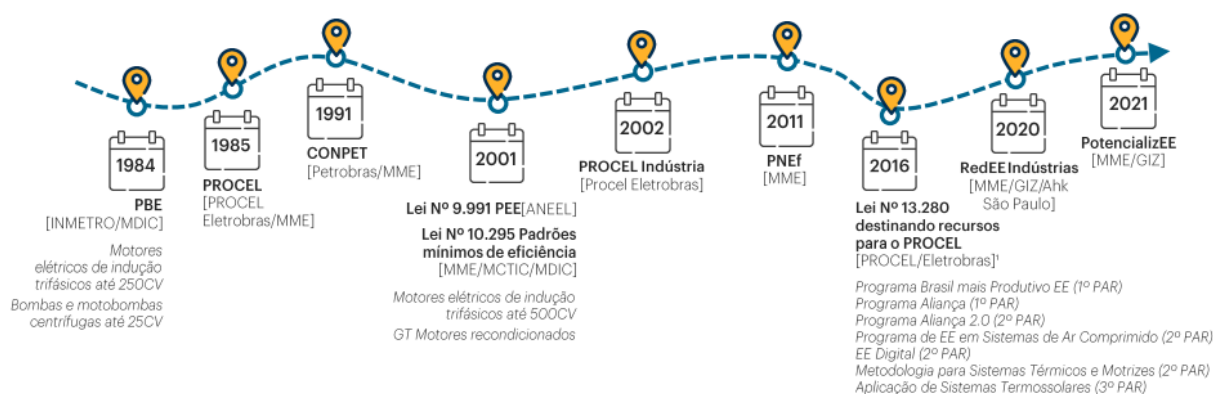 1984
PBE
[INMETRO/MDIC]
Motores
elétricos de indução
trifásicos até 250CV
Bombas e motobombas
centrífugas até 25CV
1985
PROCEL
[PROCEL
Eletrobras/MME]
1991
CONPET
[Petrobras/MME]
2001
Lei Nº 9.991 PEE[ANEEL]
Lei Nº 10.295 Padrões
mínimos de eficiência
[MME/MCTIC/MDIC]
Motores elétricos de indução
trifásicos até 500CV
GT Motores recondicionados
2002
PROCEL Indústria
[Procel Eletrobras]
2011
PNEf
[MME]
2016
Lei Nº 13.280
destinando recursos
para o PROCEL
[PROCEL/Eletrobras]¹
Programa Brasil mais Produtivo EE (1º PAR)
Programa Aliança (1º PAR)
Programa Aliança 2.0 (2º PAR)
Programa de EE em Sistemas de Ar Comprimido (2º PAR)
EE Digital (2º PAR)
Metodologia para Sistemas Térmicos e Motrizes (2º PAR)
Aplicação de Sistemas Termossolares (3º PAR)
2020
RedEE Indústrias
[MME/GIZ/Ahk
São Paulo]
2021
PotencializEE
[MME/GIZ]